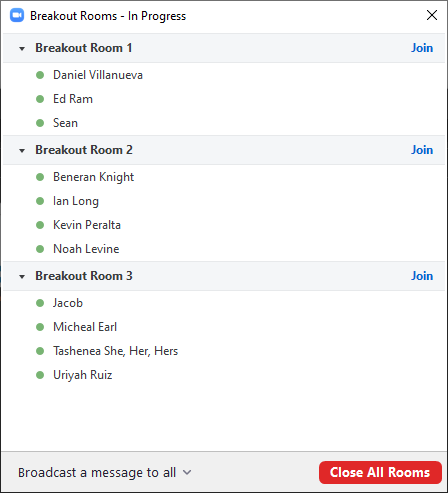 Breakout Rooms - In Progress
Breakout Room 1 Join
Daniel Villanueva
Ed Ram
Sean
Breakout Room 2 Join
Beneran Knight
Ian Long
Kevin Peralta
Noah Levine
Breakout Room 3 Join
Jacob
Micheal Earl
Tashenea She, Her, Hers
Uriyah Ruiz
Broadcast a message to all Close All Rooms